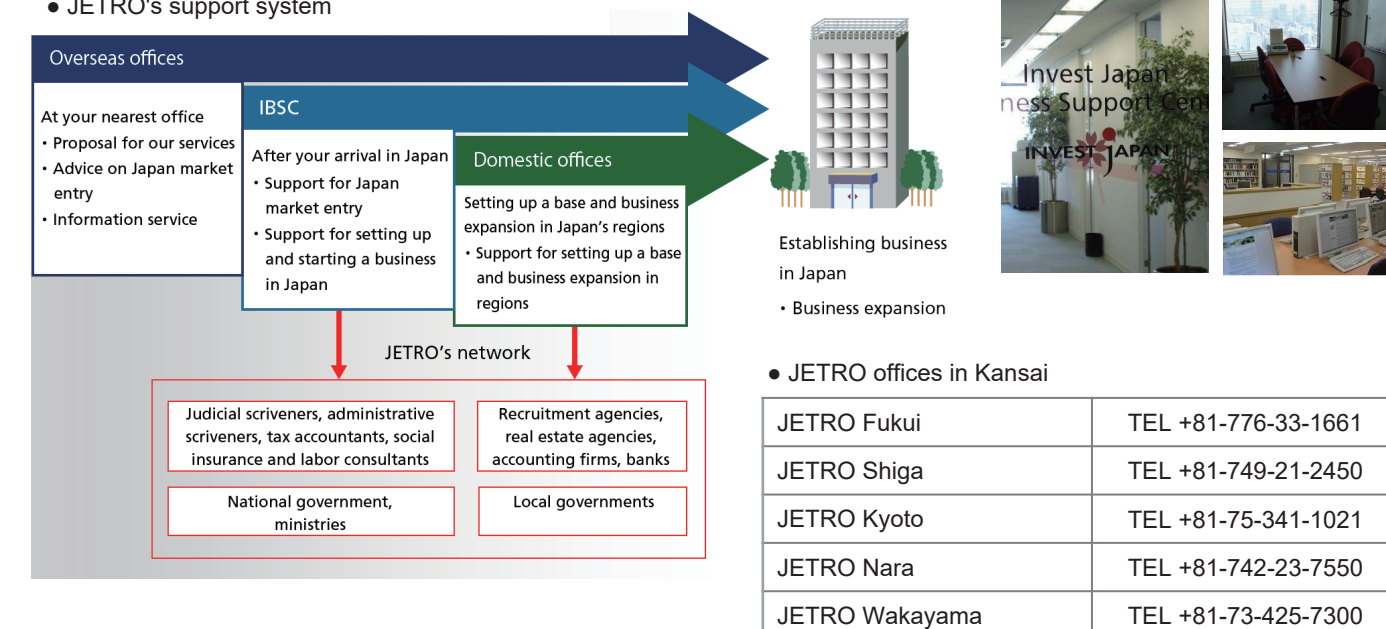 ● JETRO's support system
Overseas offices
At your nearest office
・Proposal for our services
・Advice on Japan market
entry
・Information service
IBSC
After your arrival in Japan
・Support for Japan
market entry
・Support for setting up
and starting a business
in Japan
Domestic offices
Setting up a base and business
expansion in Japan's regions
・Support for setting up a base
and business expansion in
regions
JETRO's network
Judicial scriveners, administrative
scriveners, tax accountants, social
insurance and labor consultants
Recruitment agencies,
real estate agencies,
accounting firms, banks
National government,
ministries
Local governments
Establishing business
in Japan
・Business expansion
Invest Japan
ness Support Cent
INVEST JAPAN
● JETRO offices in Kansai
JETRO Fukui TEL +81-776-33-1661
JETRO Shiga TEL +81-749-21-2450
JETRO Kyoto TEL +81-75-341-1021
JETRO Nara TEL +81-742-23-7550
JETRO Wakayama TEL +81-73-425-7300